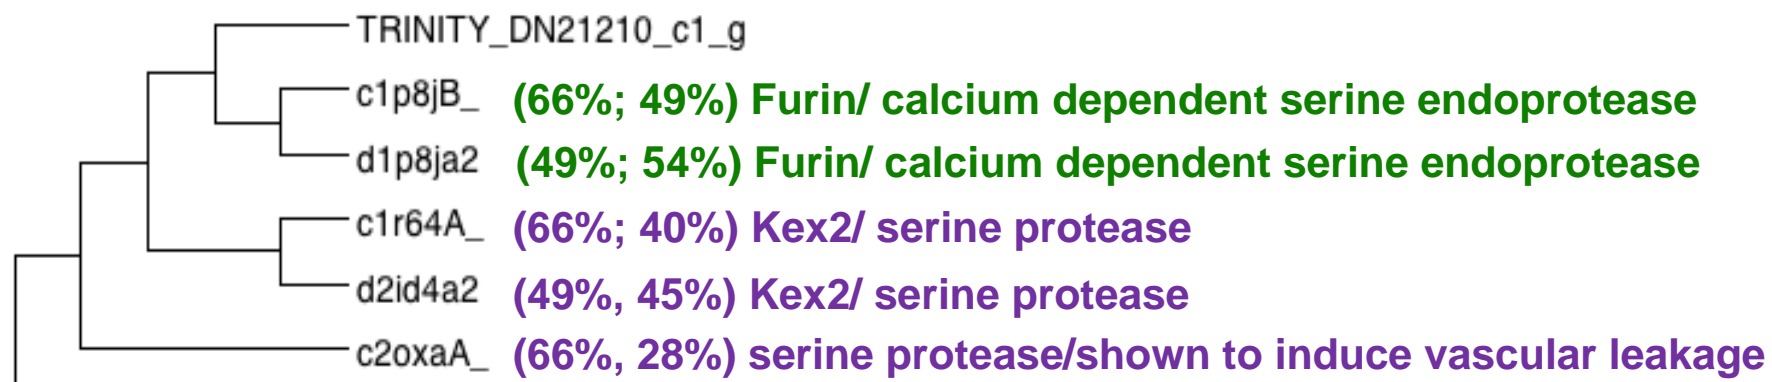 TRINITY_DN21210_c1_g
c1p8jB_ (66%; 49%) Furin/ calcium dependent serine endoprotease
d1p8ja2 (49%; 54%) Furin/ calcium dependent serine endoprotease
c1r64A_ (66%; 40%) Kex2/ serine protease
d2id4a2 (49%, 45%) Kex2/ serine protease
c2oxaA_ (66%, 28%) serine protease/shown to induce vascular leakage